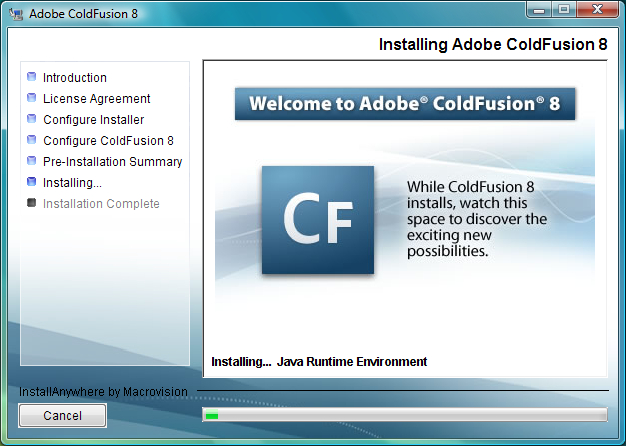 Adobe ColdFusion 8
Installing Adobe ColdFusion 8
Introduction
License Agreement
Configure Installer
Configure ColdFusion 8
Pre-Installation Summary
Installing...
Installation Complete
Welcome to Adobe® ColdFusion® 8
CF
While ColdFusion 8
installs, watch this
space to discover the
exciting new
possibilities.
Installing... Java Runtime Environment
InstallAnywhere by Macrovision
Cancel